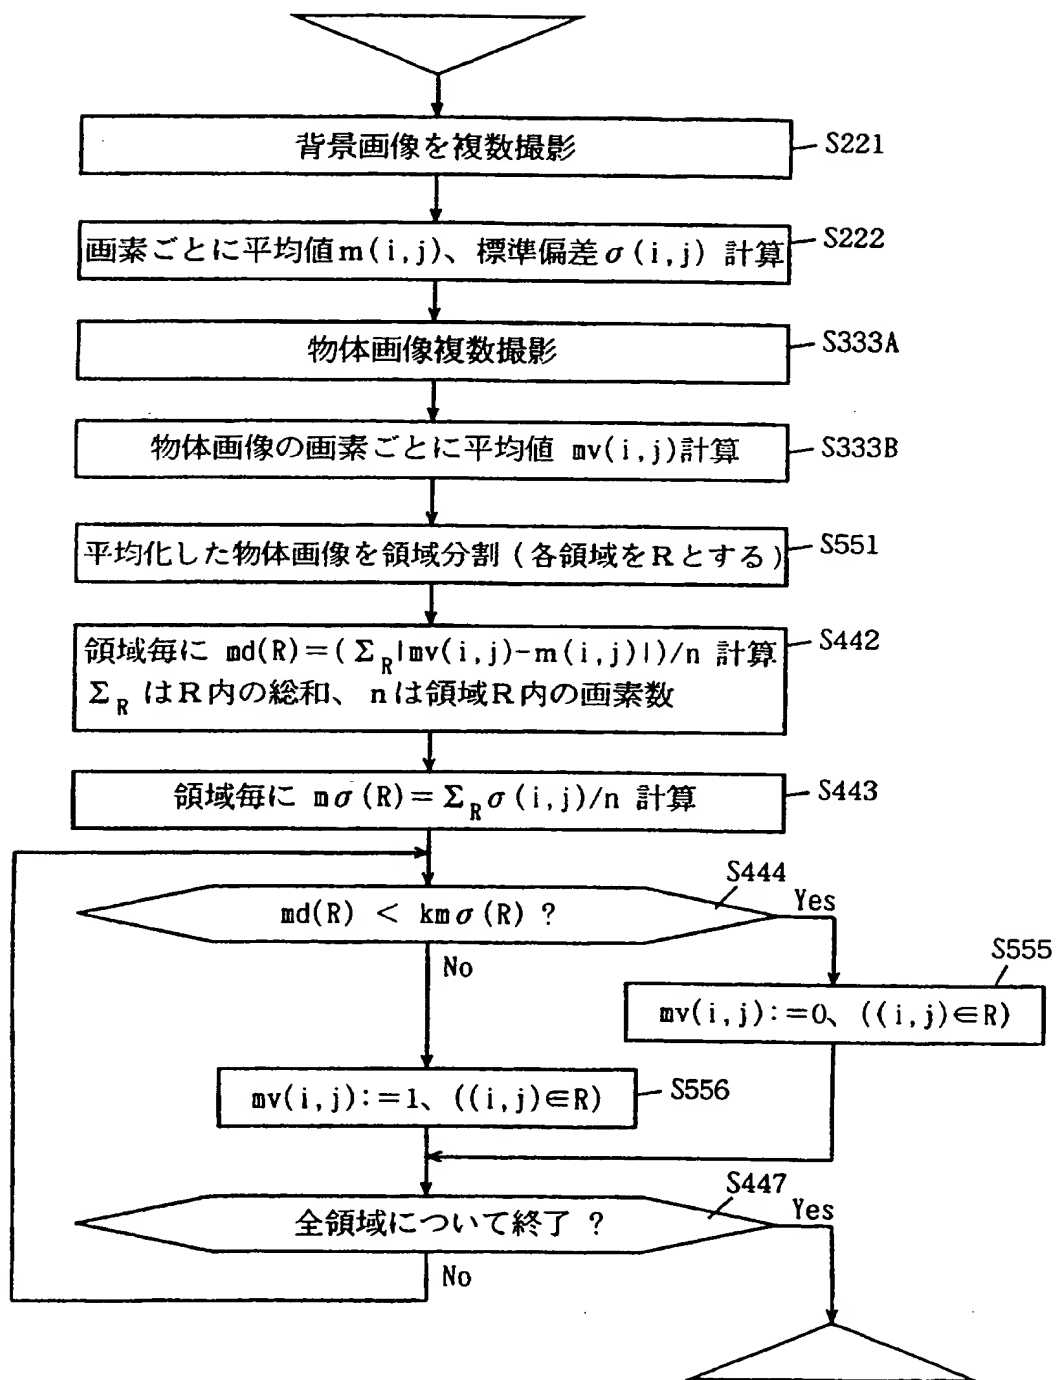 背景画像を複数撮影
S221
画素ごとに平均値m(i,j)、標準偏差σ(i,j) 計算
S222
物体画像複数撮影
S333A
物体画像の画素ごとに平均値 mv(i,j)計算
S333B
平均化した物体画像を領域分割(各領域をRとする)
S551
領域毎に md(R)=(Σ_R|mv(i,j)-m(i,j)|)/n 計算
Σ_R はR内の総和、nは領域R内の画素数
S442
領域毎に mσ(R)=Σ_Rσ(i,j)/n 計算
S443
S444
md(R) < kmσ(R) ?
Yes
No
S555
mv(i,j):=0、((i,j)∈R)
mv(i,j):=1、((i,j)∈R)
S556
S447
全領域について終了 ?
Yes
No